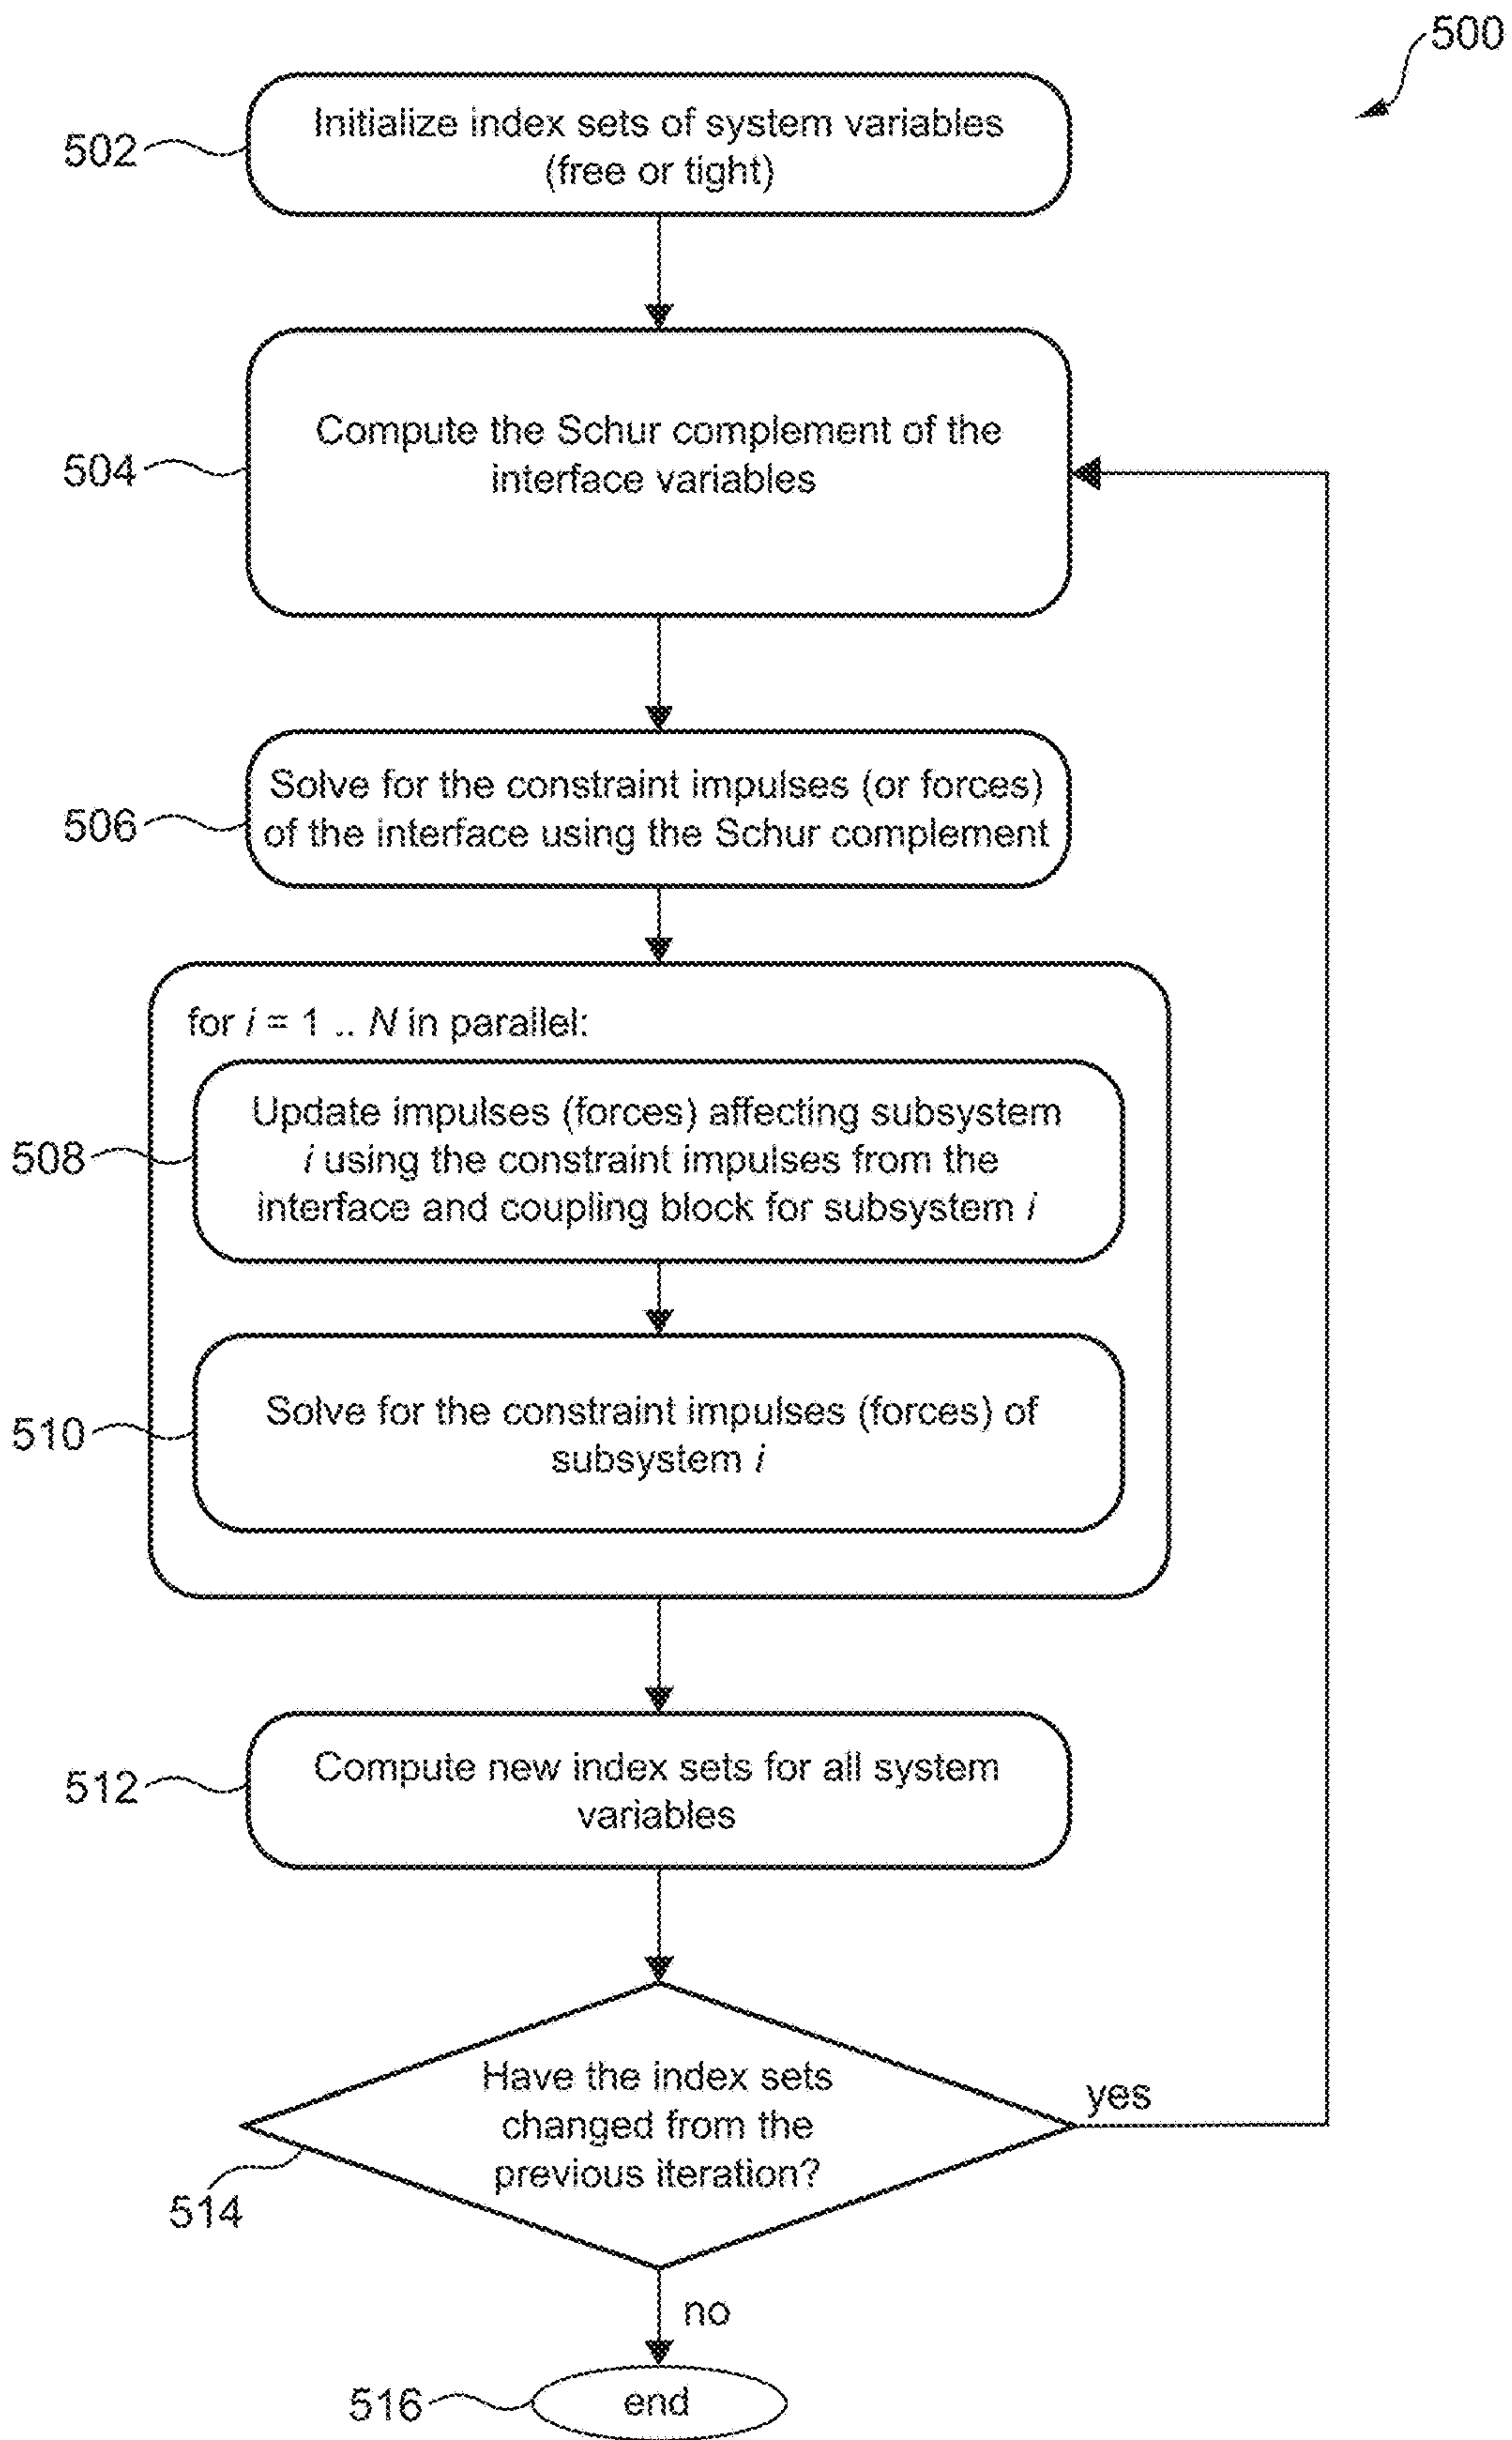 500
502
Initialize index sets of system variables
(free or tight)
504
Compute the Schur complement of the
interface variables
506
Solve for the constraint impulses (or forces)
of the interface using the Schur complement
for i = 1 .. N in parallel:
508
Update impulses (forces) affecting subsystem
i using the constraint impulses from the
interface and coupling block for subsystem i
510
Solve for the constraint impulses (forces) of
subsystem i
512
Compute new index sets for all system
variables
514
Have the index sets
changed from the
previous iteration?
yes
no
516
end